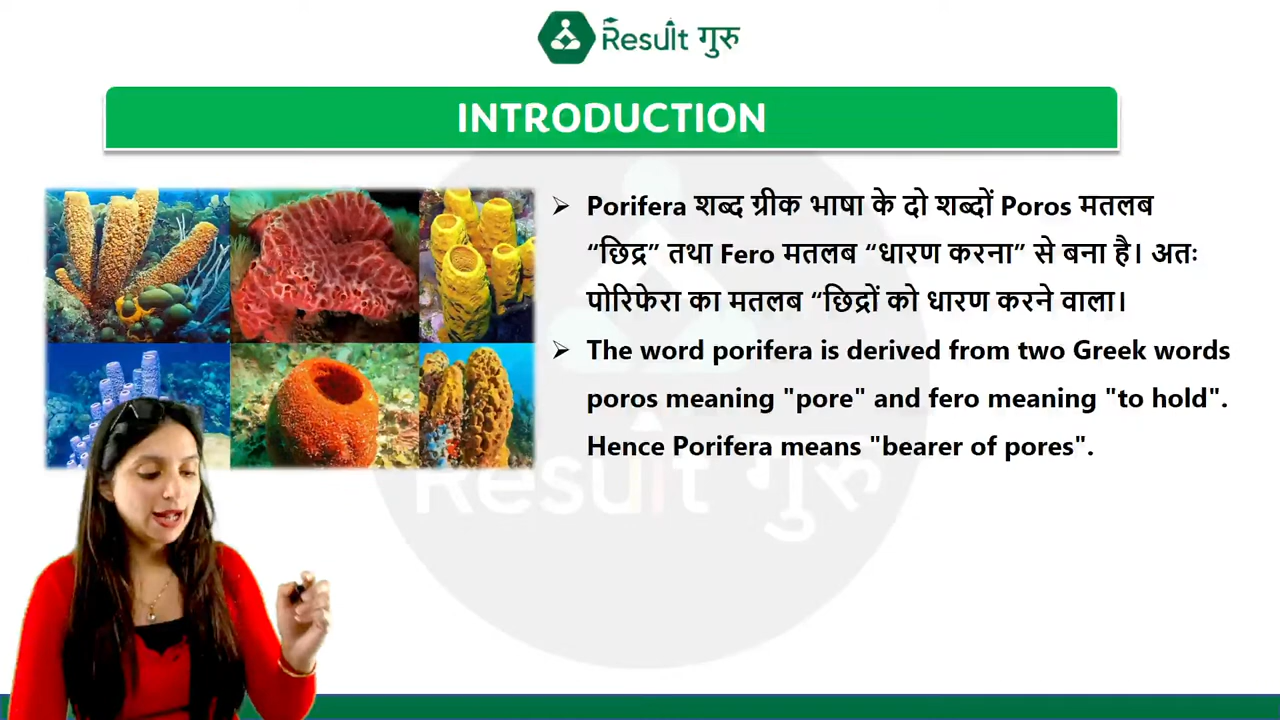 Result गुरु
INTRODUCTION
➢ Porifera शब्द ग्रीक भाषा के दो शब्दों Poros मतलब
“छिद्र” तथा Fero मतलब “धारण करना” से बना है। अतः
पोरिफेरा का मतलब “छिद्रों को धारण करने वाला।
➢ The word porifera is derived from two Greek words
poros meaning "pore" and fero meaning "to hold".
Hence Porifera means "bearer of pores".
Result गुरु